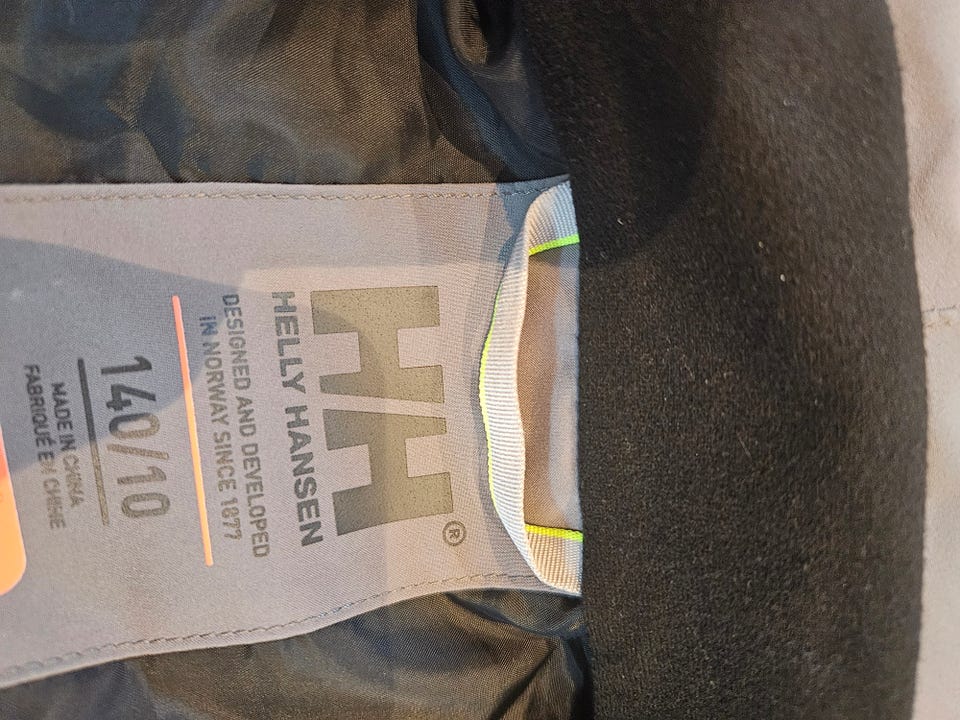 HH®
HELLY HANSEN
DESIGNED AND DEVELOPED
IN NORWAY SINCE 1877
140/10
MADE IN CHINA
FABRIQUÉ EN CHINE